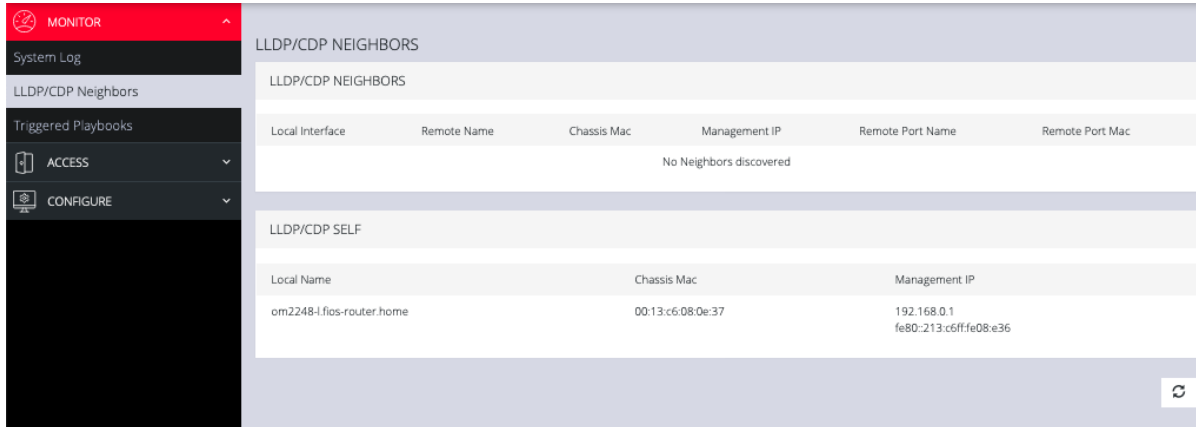 MONITOR
System Log
LLDP/CDP Neighbors
Triggered Playbooks
ACCESS
CONFIGURE
LLDP/CDP NEIGHBORS
LLDP/CDP NEIGHBORS
Local Interface Remote Name Chassis Mac Management IP Remote Port Name Remote Port Mac
No Neighbors discovered
LLDP/CDP SELF
Local Name Chassis Mac Management IP
om2248-l.fios-router.home 00:13:c6:08:0e:37 192.168.0.1
fe80::213:c6ff:fe08:e36